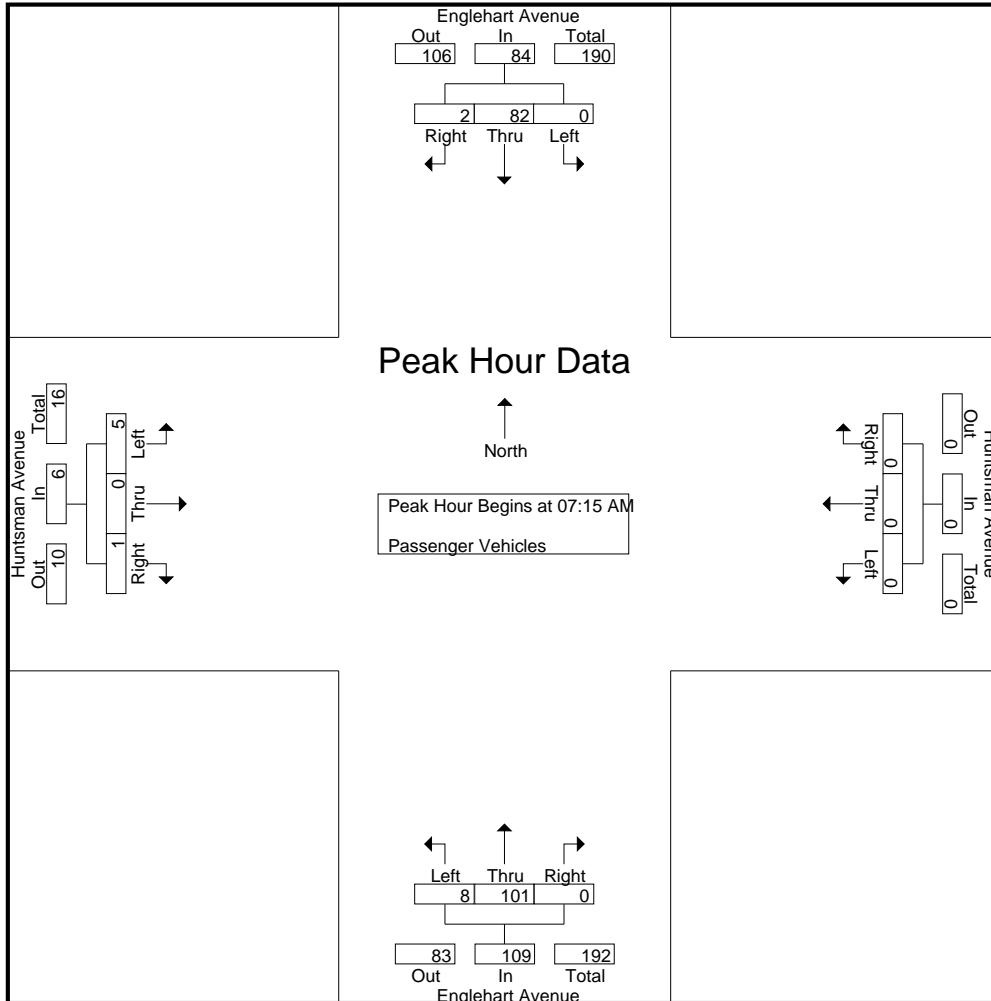 Englehart Avenue
Out In Total
106 84 190
2 82 0
Right Thru Left
Peak Hour Data
North
Peak Hour Begins at 07:15 AM
Passenger Vehicles
Huntsman Avenue
Total In Out
16 6 10
5 0 1
Left Thru Right
Huntsman Avenue
Out In Total
0 0 0
0 0 0
Right Thru Left
Left Thru Right
8 101 0
83 109 192
Out In Total
Englehart Avenue